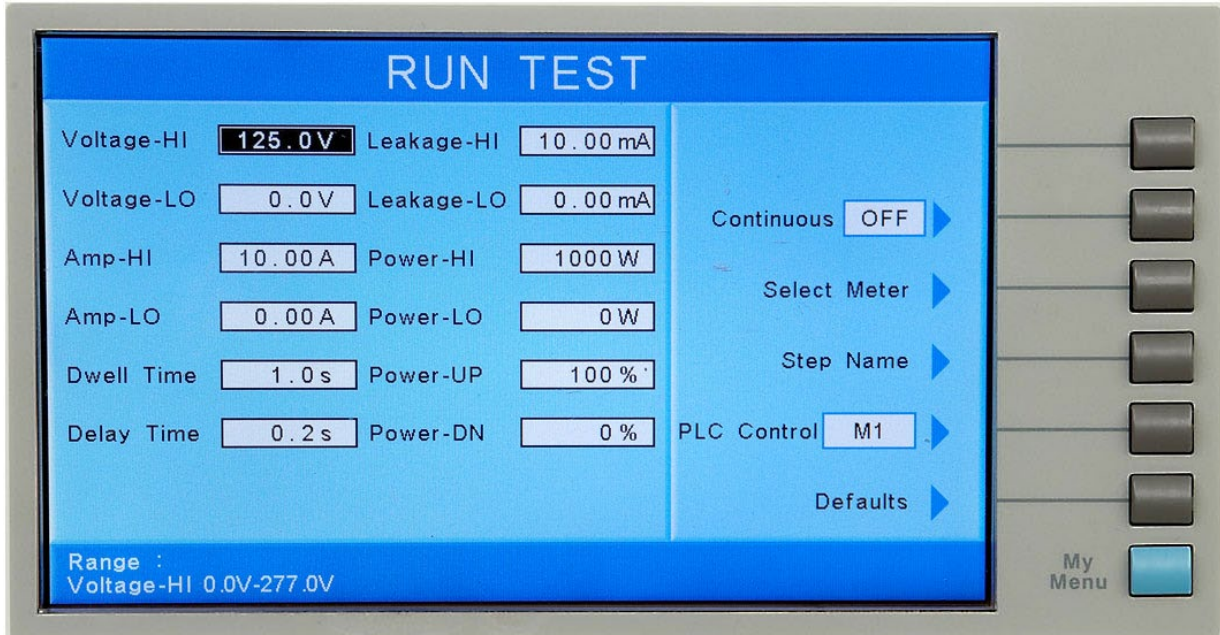 RUN TEST
Voltage-HI 125.0V Leakage-HI 10.00mA
Voltage-LO 0.0V Leakage-LO 0.00mA
Continuous OFF
Amp-HI 10.00A Power-HI 1000W
Select Meter
Amp-LO 0.00A Power-LO 0W
Step Name
Dwell Time 1.0s Power-UP 100%
Delay Time 0.2s Power-DN 0%
PLC Control M1
Defaults
Range :
Voltage-HI 0.0V-277.0V
My
Menu